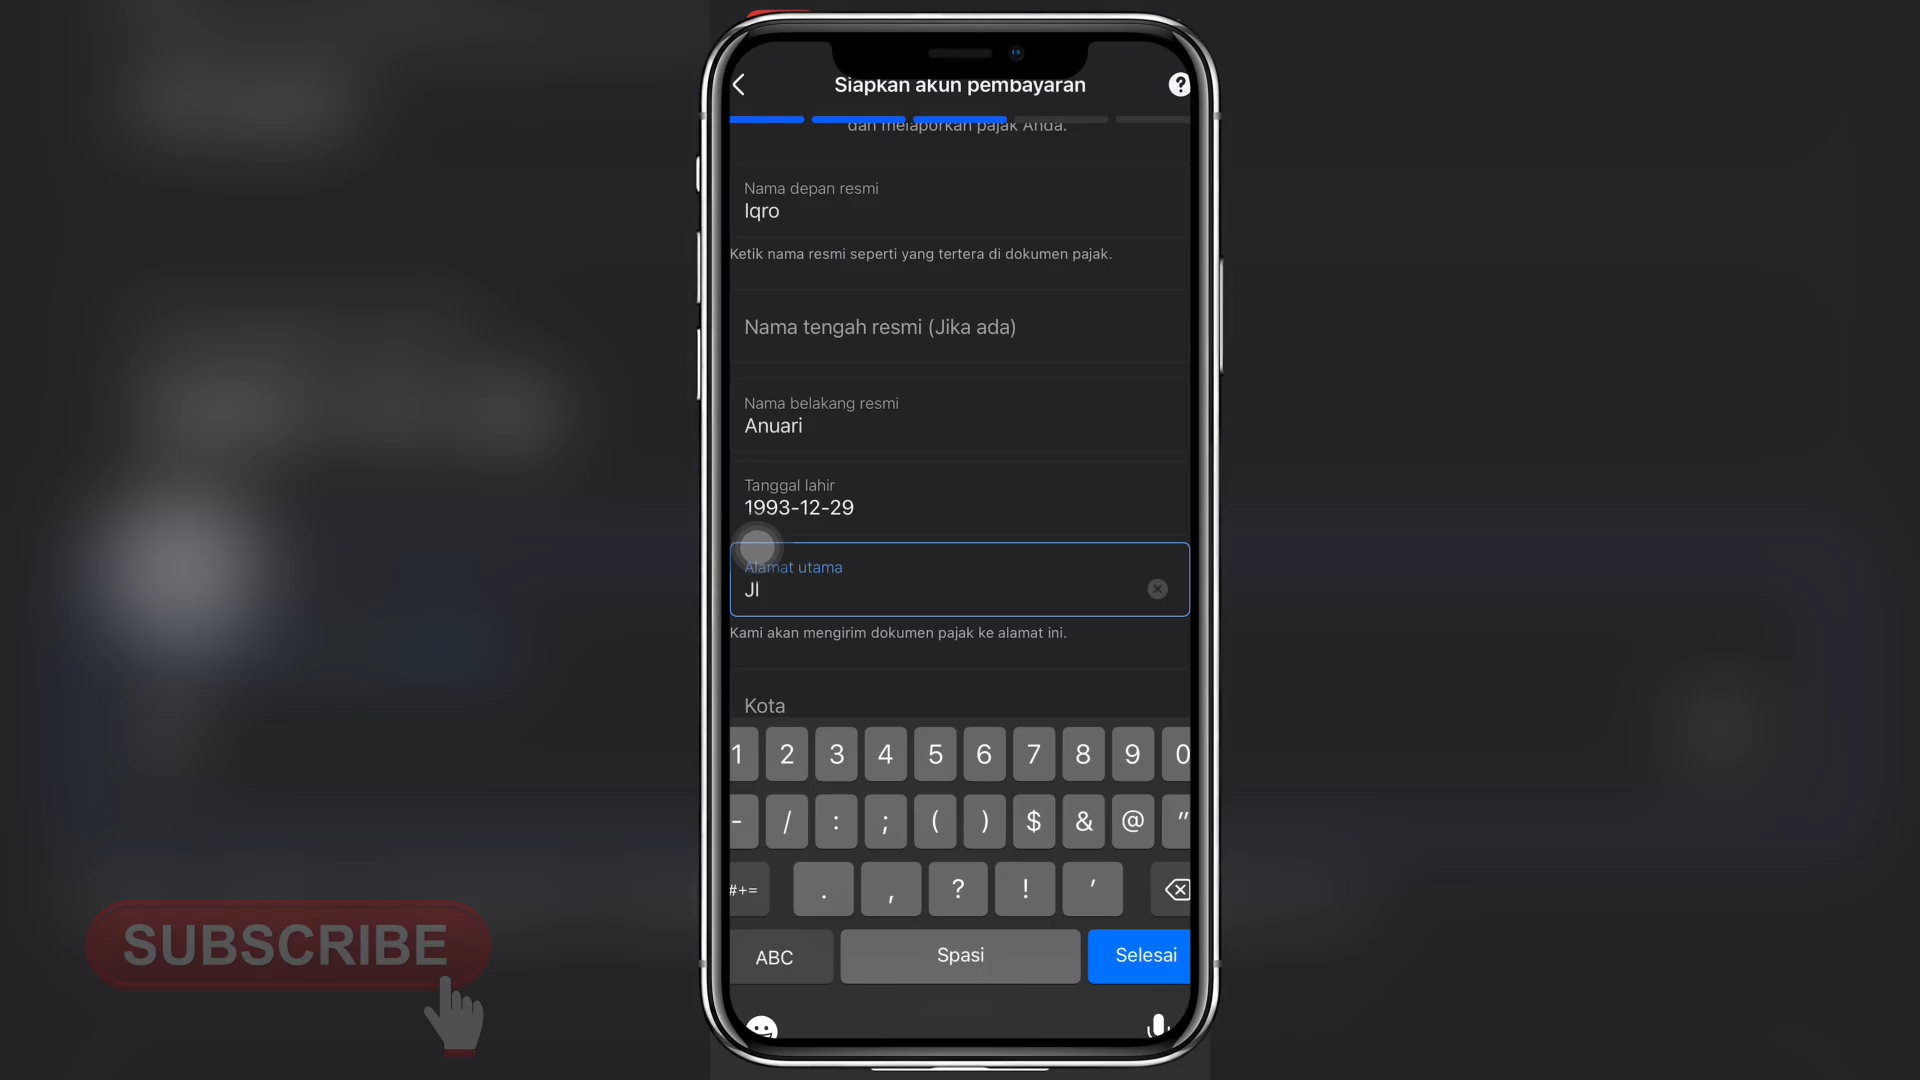 Siapkan akun pembayaran
?
dan melaporkan pajak Anda.
Nama depan resmi
Iqro
Ketik nama resmi seperti yang tertera di dokumen pajak.
Nama tengah resmi (Jika ada)
Nama belakang resmi
Anuari
Tanggal lahir
1993-12-29
Alamat utama
Jl
Kami akan mengirim dokumen pajak ke alamat ini.
Kota
1 2 3 4 5 6 7 8 9 0
- / : ; ( ) $ & @ "
#+= . , ? ! '
ABC Spasi Selesai
SUBSCRIBE